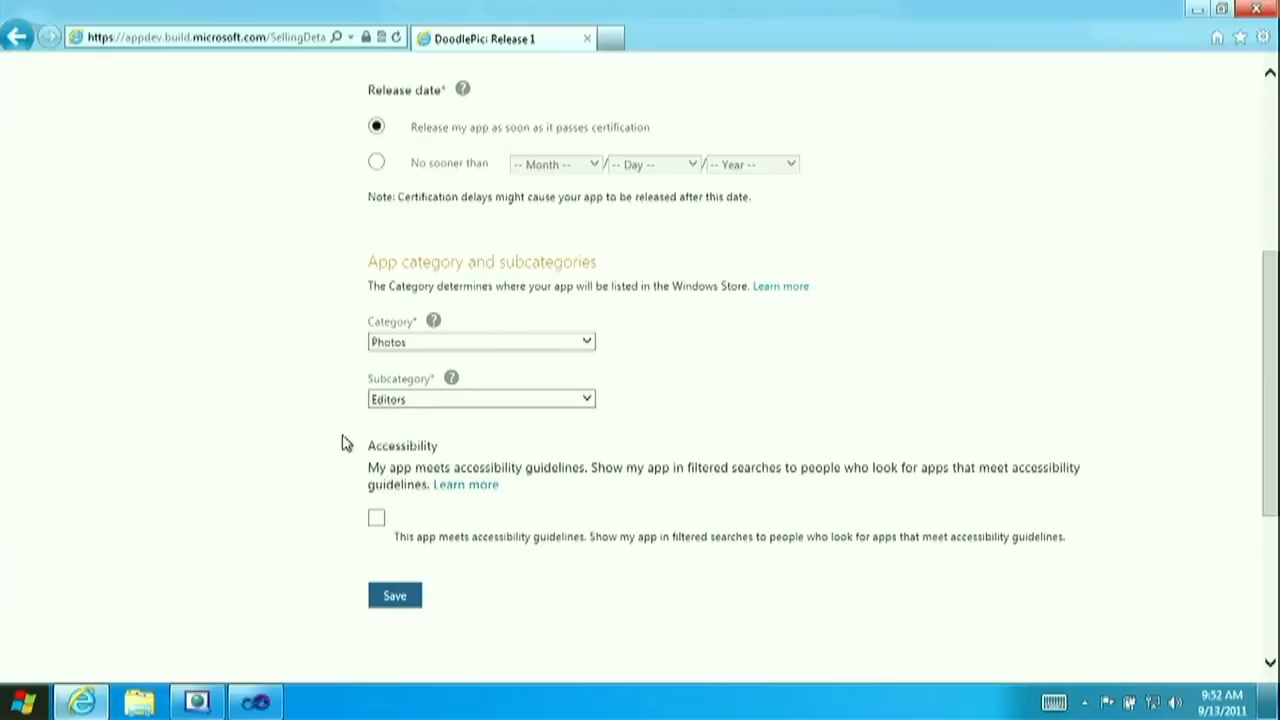 https://appdev.build.microsoft.com/SellingDeta
DoodlePic: Release 1
Release date*
Release my app as soon as it passes certification
No sooner than -- Month -- / -- Day -- / -- Year --
Note: Certification delays might cause your app to be released after this date.
App category and subcategories
The Category determines where your app will be listed in the Windows Store. Learn more
Category*
Photos
Subcategory*
Editors
Accessibility
My app meets accessibility guidelines. Show my app in filtered searches to people who look for apps that meet accessibility
guidelines. Learn more
This app meets accessibility guidelines. Show my app in filtered searches to people who look for apps that meet accessibility guidelines.
Save
9:52 AM
9/13/2011